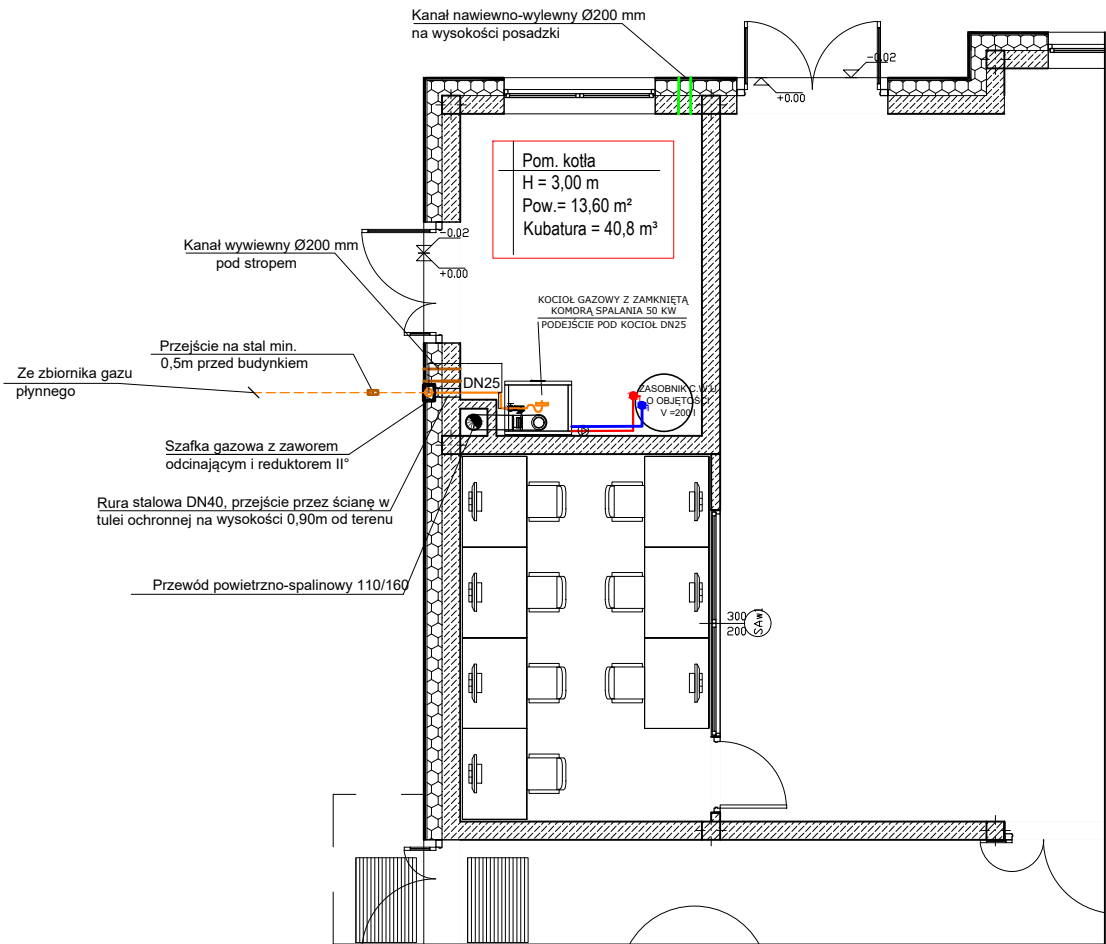 Kanał nawiewno-wylewny Ø200 mm
na wysokości posadzki
-0.02
+0.00
Pom. kotła
H = 3,00 m
Pow.= 13,60 m²
Kubatura = 40,8 m³
-0.02
+0.00
Kanał wywiewny Ø200 mm
pod stropem
KOCIOŁ GAZOWY Z ZAMKNIĘTĄ
KOMORĄ SPALANIA 50 KW
PODEJŚCIE POD KOCIOŁ DN25
Przejście na stal min.
0,5m przed budynkiem
Ze zbiornika gazu
płynnego
DN25
ZASOBNIK C.W.U.
O OBJĘTOŚCI
V =200 l
Szafka gazowa z zaworem
odcinającym i reduktorem II°
Rura stalowa DN40, przejście przez ścianę w
tulei ochronnej na wysokości 0,90m od terenu
Przewód powietrzno-spalinowy 110/160
300
200
SAw1